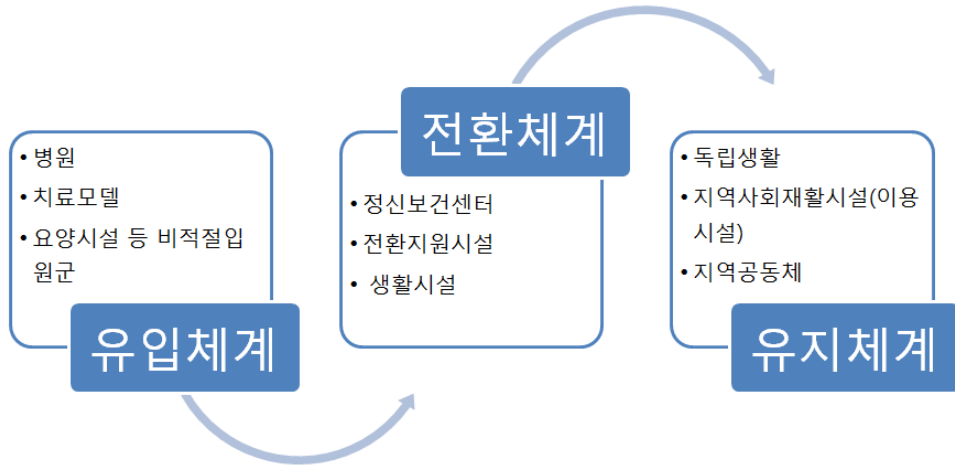 • 병원
• 치료모델
• 요양시설 등 비적절입
원군
유입체계
전환체계
• 정신보건센터
• 전환지원시설
• 생활시설
• 독립생활
• 지역사회재활시설(이용
시설)
• 지역공동체
유지체계